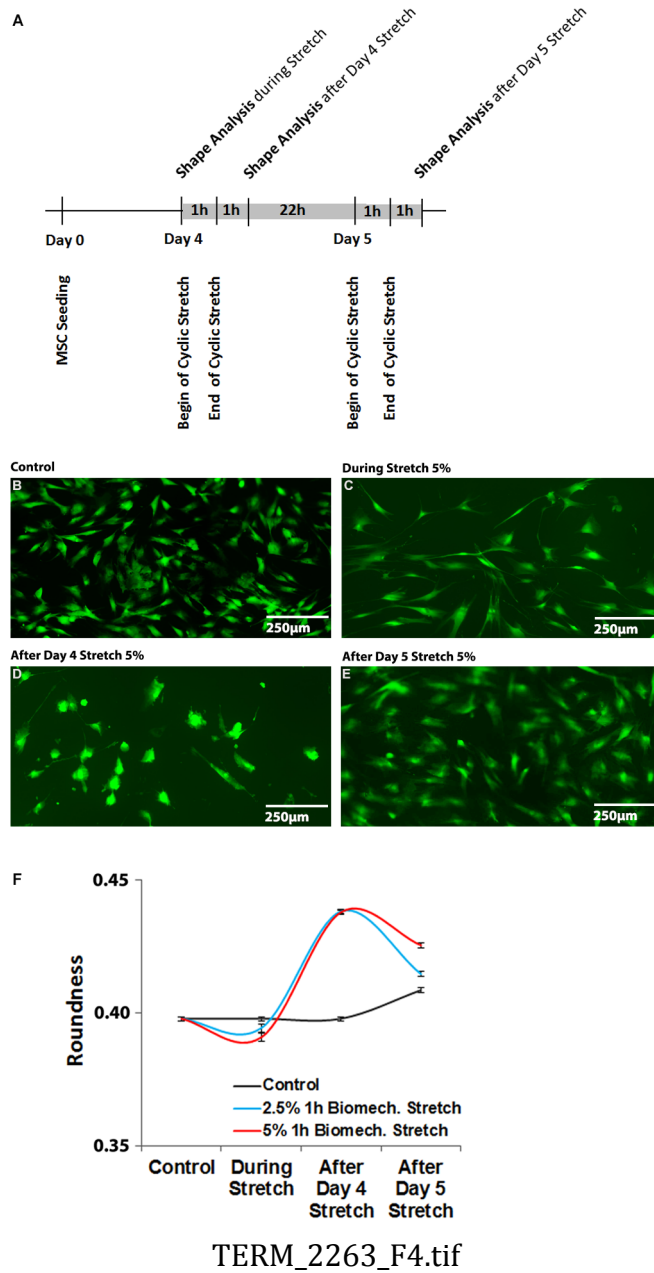 A
Shape Analysis during Stretch
Shape Analysis after Day 4 Stretch
Shape Analysis after Day 5 Stretch
1h 1h 22h 1h 1h
Day 0 Day 4 Day 5
MSC Seeding
Begin of Cyclic Stretch
End of Cyclic Stretch
Begin of Cyclic Stretch
End of Cyclic Stretch
Control
B
250µm
During Stretch 5%
C
250µm
After Day 4 Stretch 5%
D
250µm
After Day 5 Stretch 5%
E
250µm
F
Roundness
0.45
0.40
0.35
Control
2.5% 1h Biomech. Stretch
5% 1h Biomech. Stretch
Control
During
Stretch
After
Day 4
Stretch
After
Day 5
Stretch
TERM_2263_F4.tif